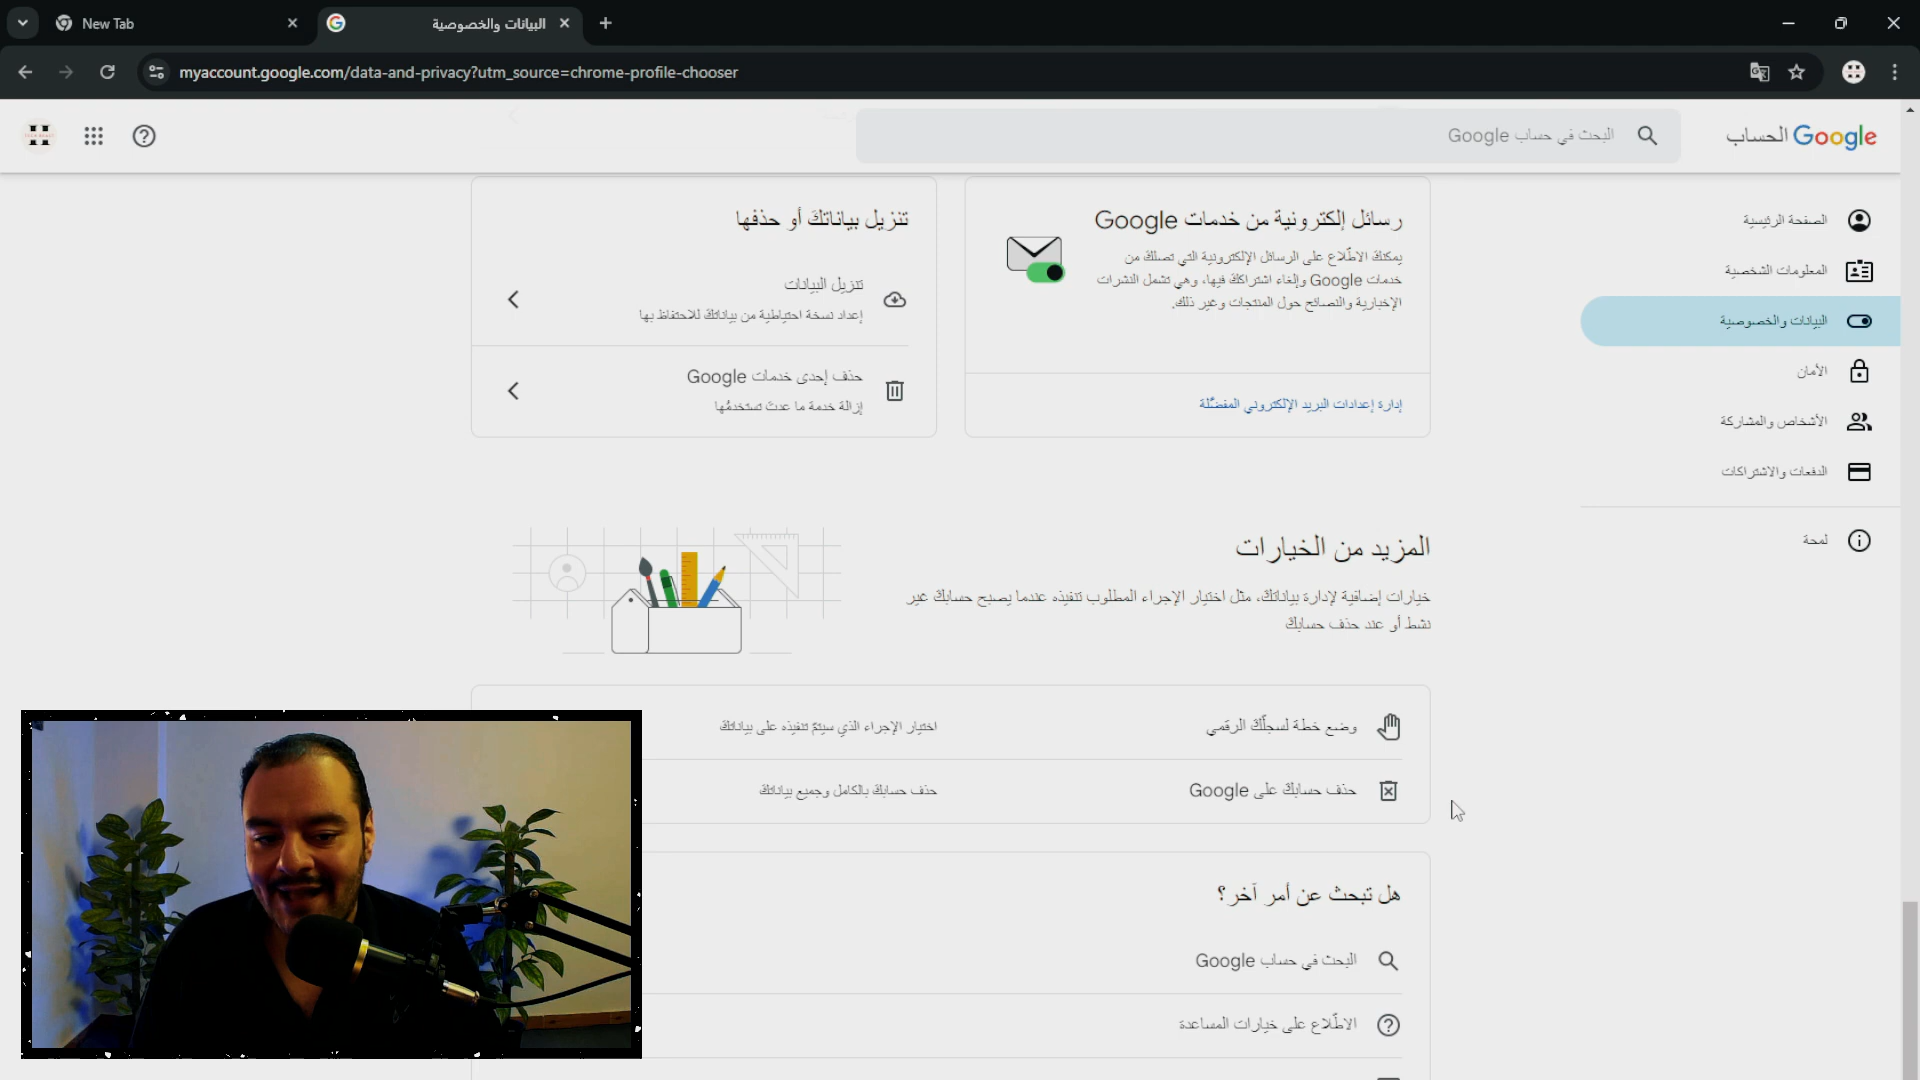 New Tab
البيانات والخصوصية
myaccount.google.com/data-and-privacy?utm_source=chrome-profile-chooser
Google الحساب
البحث في حساب Google
الصفحة الرئيسية
المعلومات الشخصية
البيانات والخصوصية
الأمان
الأشخاص والمشاركة
الدفعات والاشتراكات
لمحة
رسائل إلكترونية من خدمات Google
يمكنك الاطّلاع على الرسائل الإلكترونية التي تصلك من
خدمات Google وإلغاء اشتراكك فيها، وهي تشمل النشرات
الإخبارية والنصائح حول المنتجات وغير ذلك.
إدارة إعدادات البريد الإلكتروني المفضّلة
تنزيل بياناتك أو حذفها
تنزيل البيانات
إعداد نسخة احتياطية من بياناتك للاحتفاظ بها
حذف إحدى خدمات Google
إزالة خدمة ما عدت تستخدمُها
المزيد من الخيارات
خيارات إضافية لإدارة بياناتك، مثل اختيار الإجراء المطلوب تنفيذه عندما يصبح حسابك غير
نشط أو عند حذف حسابك
وضع خطة لسجلّك الرقمي
اختيار الإجراء الذي سيتمّ تنفيذه على بياناتك
حذف حسابك على Google
حذف حسابك بالكامل وجميع بياناتك
هل تبحث عن أمر آخر؟
البحث في حساب Google
الاطّلاع على خيارات المساعدة